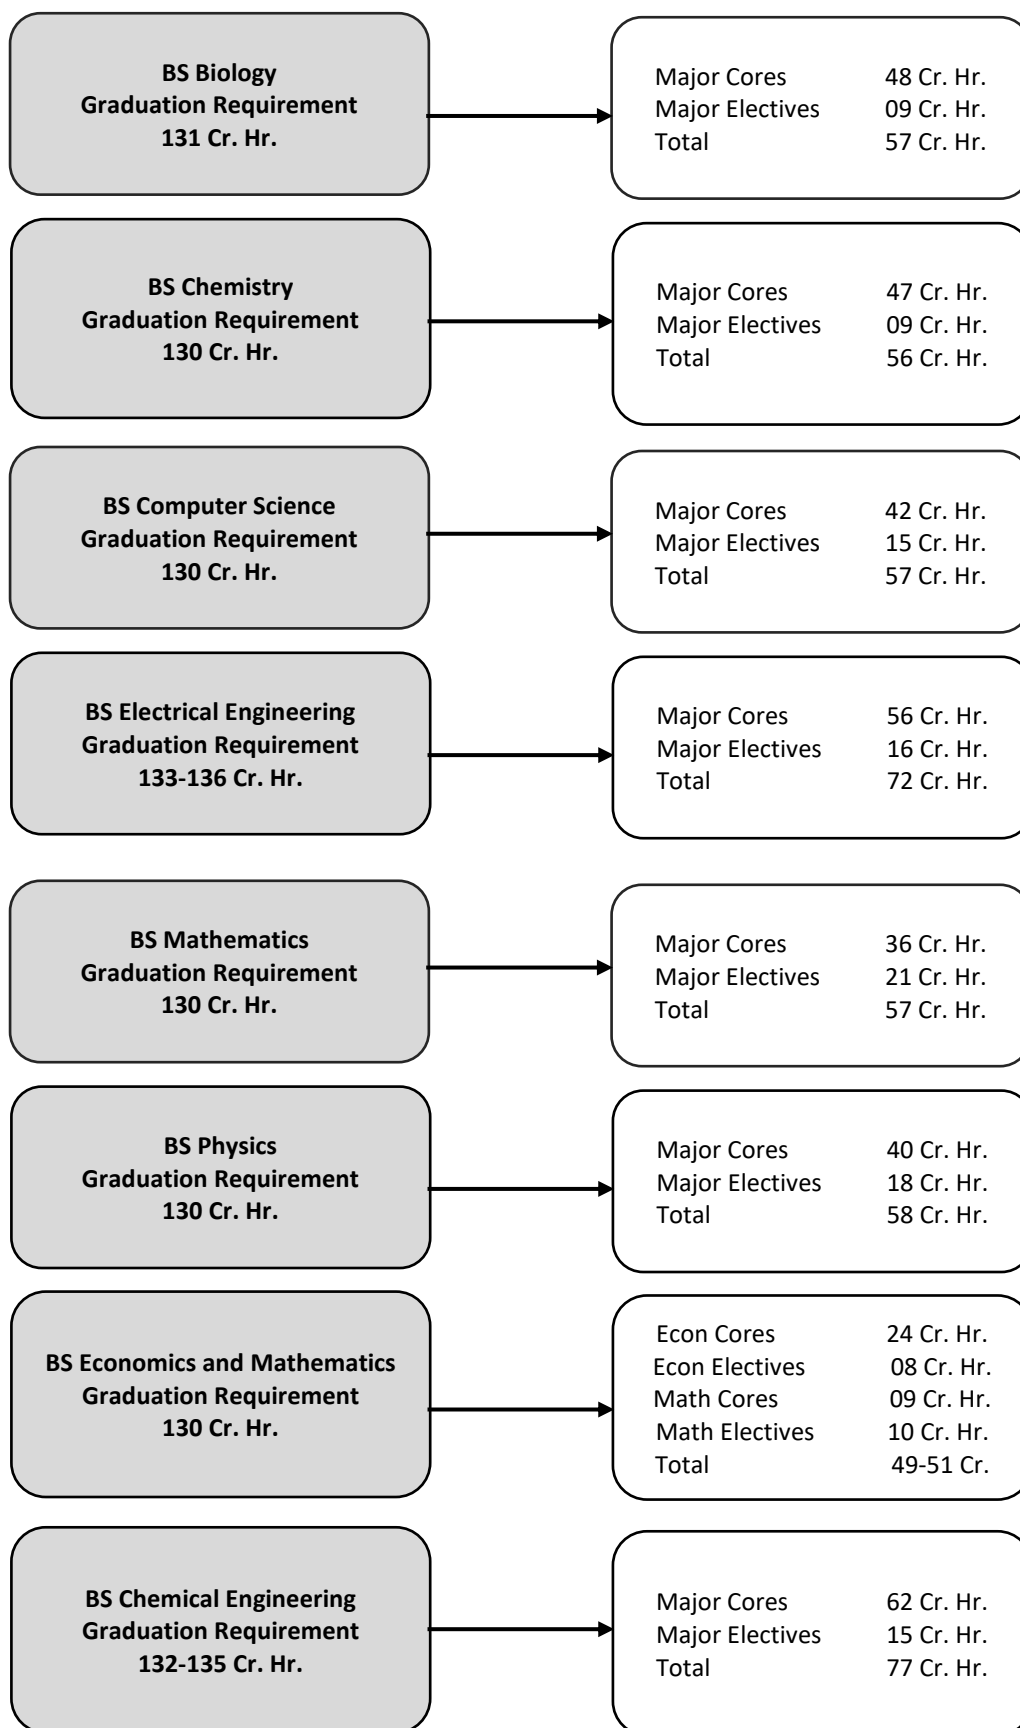 BS Biology
Graduation Requirement
131 Cr. Hr.
Major Cores 48 Cr. Hr.
Major Electives 09 Cr. Hr.
Total 57 Cr. Hr.
BS Chemistry
Graduation Requirement
130 Cr. Hr.
Major Cores 47 Cr. Hr.
Major Electives 09 Cr. Hr.
Total 56 Cr. Hr.
BS Computer Science
Graduation Requirement
130 Cr. Hr.
Major Cores 42 Cr. Hr.
Major Electives 15 Cr. Hr.
Total 57 Cr. Hr.
BS Electrical Engineering
Graduation Requirement
133-136 Cr. Hr.
Major Cores 56 Cr. Hr.
Major Electives 16 Cr. Hr.
Total 72 Cr. Hr.
BS Mathematics
Graduation Requirement
130 Cr. Hr.
Major Cores 36 Cr. Hr.
Major Electives 21 Cr. Hr.
Total 57 Cr. Hr.
BS Physics
Graduation Requirement
130 Cr. Hr.
Major Cores 40 Cr. Hr.
Major Electives 18 Cr. Hr.
Total 58 Cr. Hr.
BS Economics and Mathematics
Graduation Requirement
130 Cr. Hr.
Econ Cores 24 Cr. Hr.
Econ Electives 08 Cr. Hr.
Math Cores 09 Cr. Hr.
Math Electives 10 Cr. Hr.
Total 49-51 Cr.
BS Chemical Engineering
Graduation Requirement
132-135 Cr. Hr.
Major Cores 62 Cr. Hr.
Major Electives 15 Cr. Hr.
Total 77 Cr. Hr.